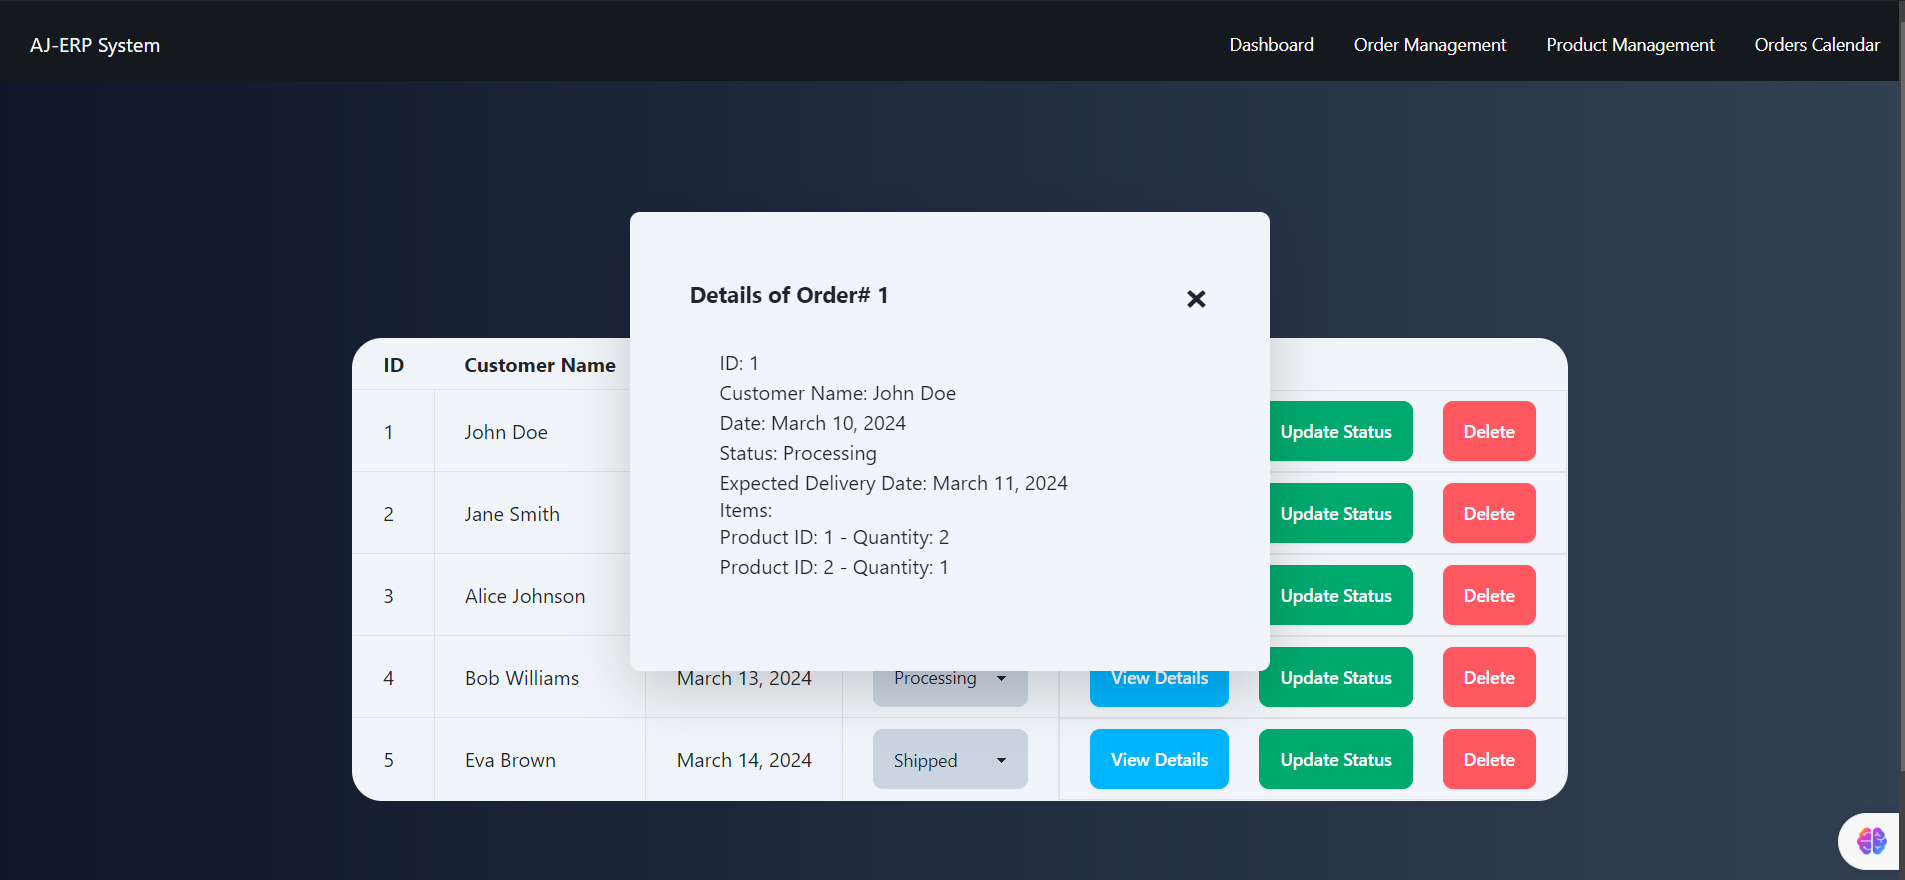 AJ-ERP System
Dashboard Order Management Product Management Orders Calendar
Details of Order# 1
ID: 1
Customer Name: John Doe
Date: March 10, 2024
Status: Processing
Expected Delivery Date: March 11, 2024
Items:
Product ID: 1 - Quantity: 2
Product ID: 2 - Quantity: 1
ID Customer Name
1 John Doe Update Status Delete
2 Jane Smith Update Status Delete
3 Alice Johnson Update Status Delete
4 Bob Williams March 13, 2024 Processing View Details Update Status Delete
5 Eva Brown March 14, 2024 Shipped View Details Update Status Delete